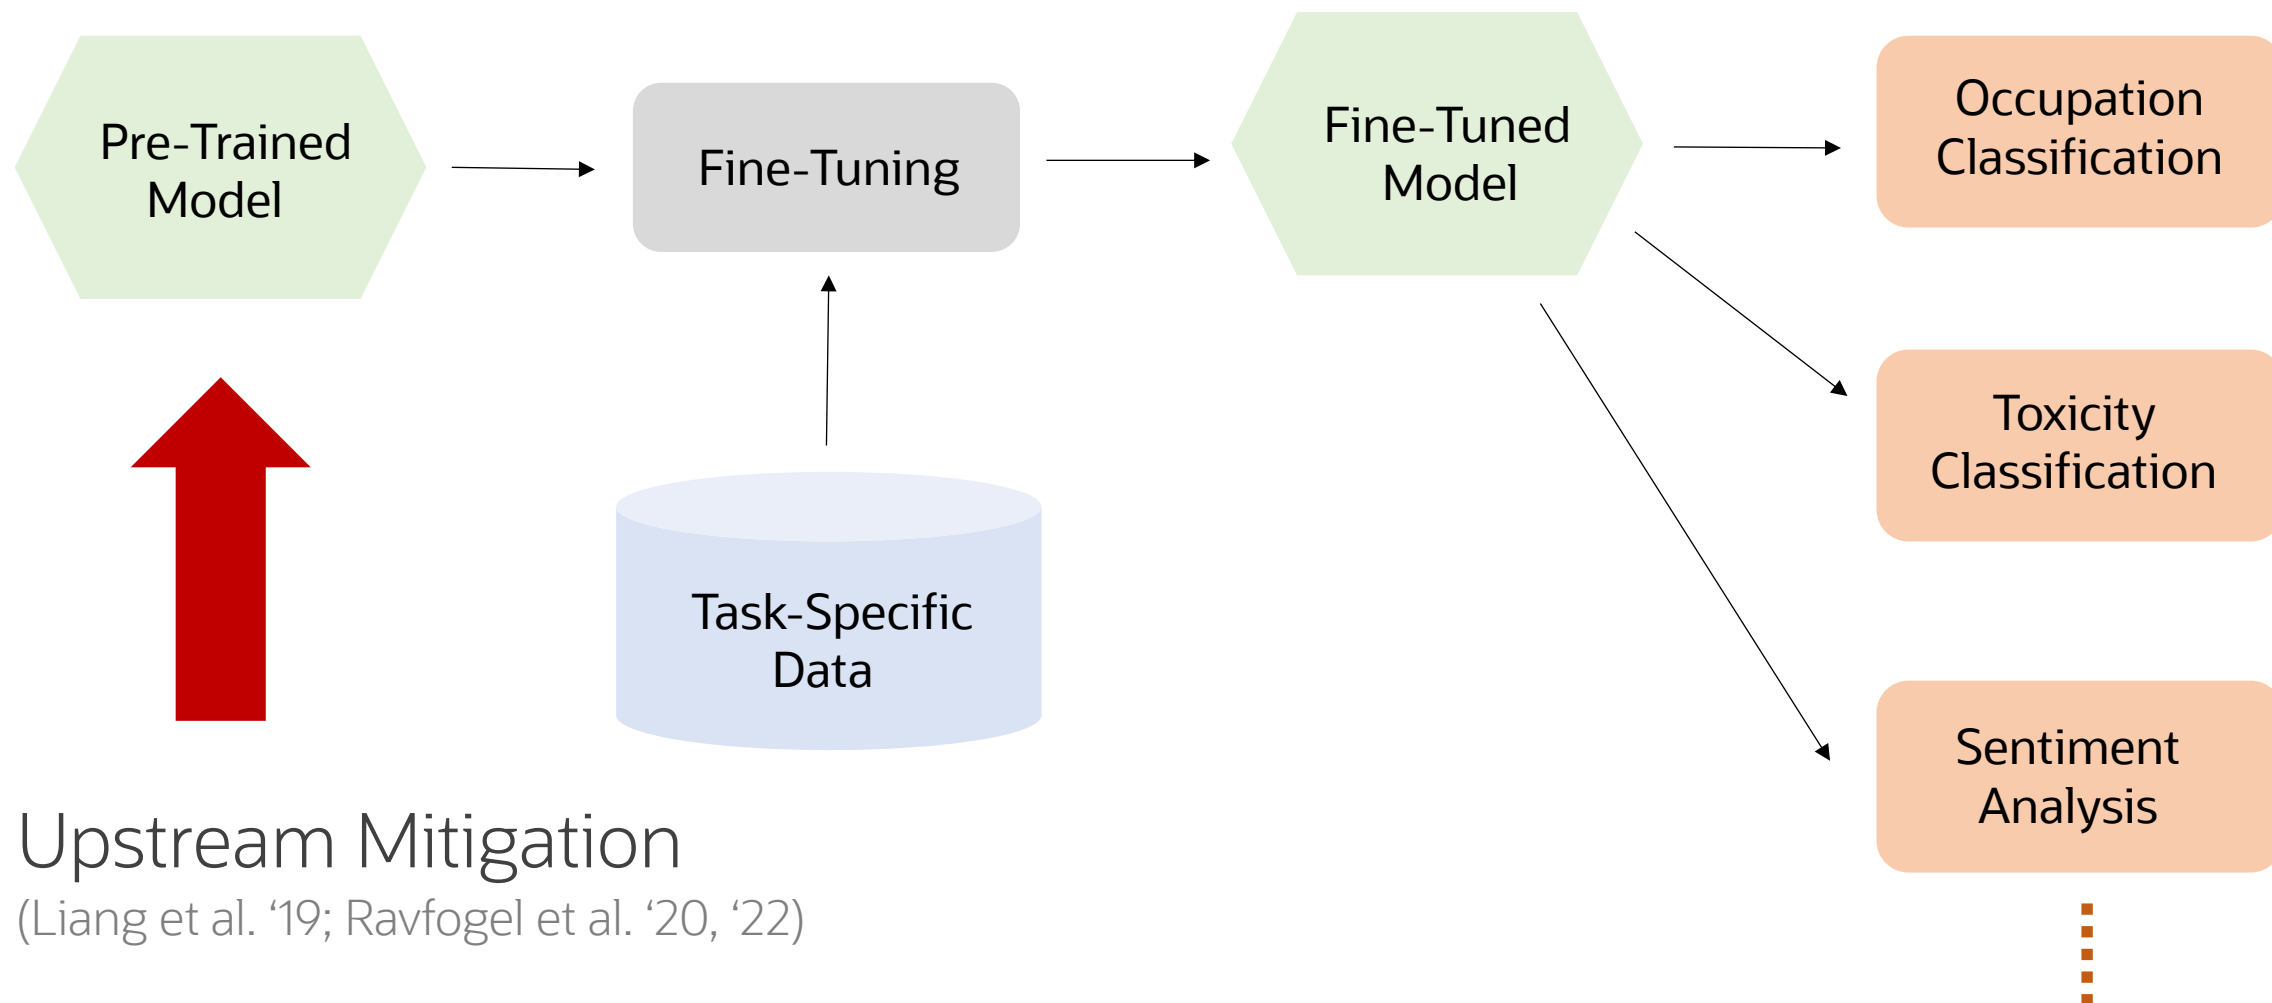 Pre-Trained
Model
Fine-Tuning
Fine-Tuned
Model
Occupation
Classification
Toxicity
Classification
Task-Specific
Data
Sentiment
Analysis
Upstream Mitigation
(Liang et al. ‘19; Ravfogel et al. ‘20, ‘22)